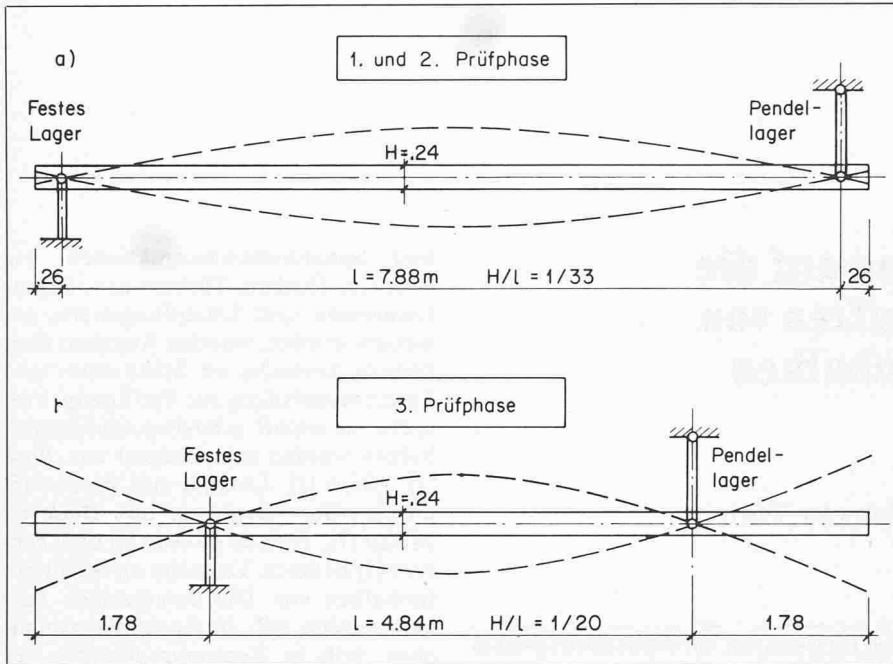 a)
1. und 2. Prüfphase
Festes
Lager
Pendel-
lager
H=.24
26
l = 7.88 m
H/l = 1/33
26
3. Prüfphase
Festes
Lager
Pendel-
lager
H=.24
1.78
l = 4.84 m
H/l = 1/20
1.78